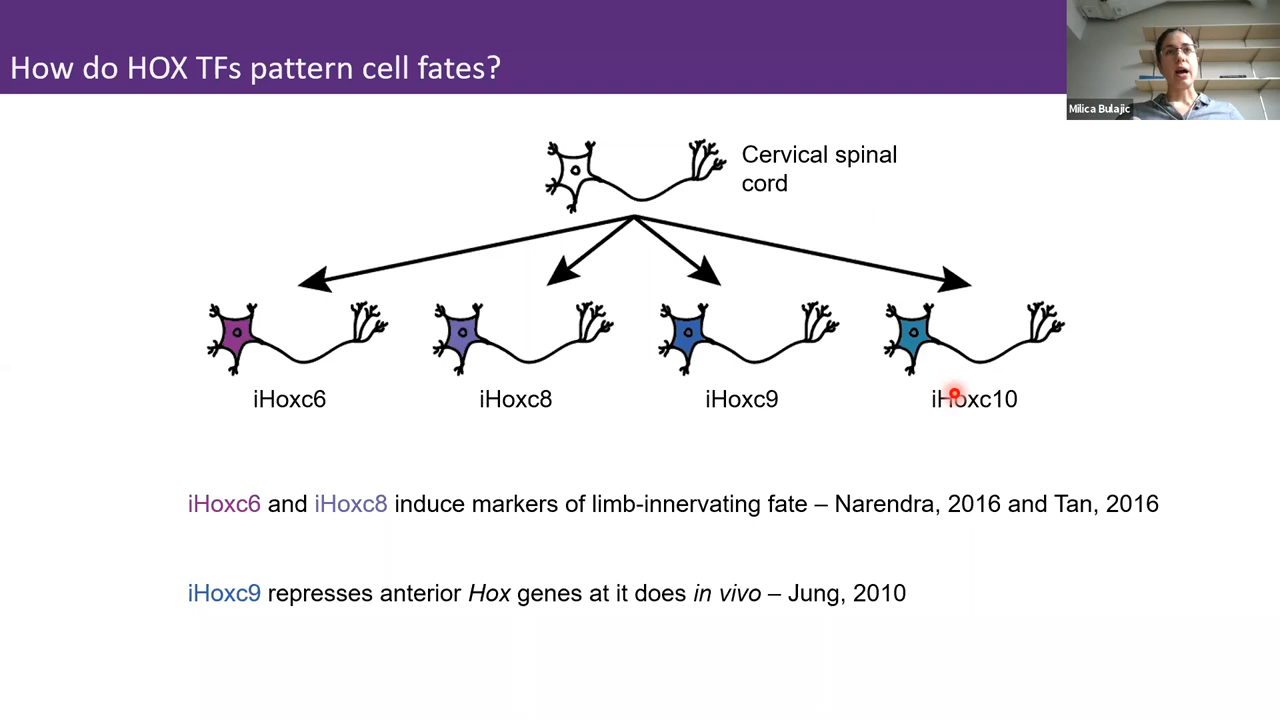 How do HOX TFs pattern cell fates?
Milica Bulajic
Cervical spinal
cord
iHoxc6
iHoxc8
iHoxc9
iHoxc10
iHoxc6 and iHoxc8 induce markers of limb-innervating fate – Narendra, 2016 and Tan, 2016
iHoxc9 represses anterior Hox genes at it does in vivo – Jung, 2010